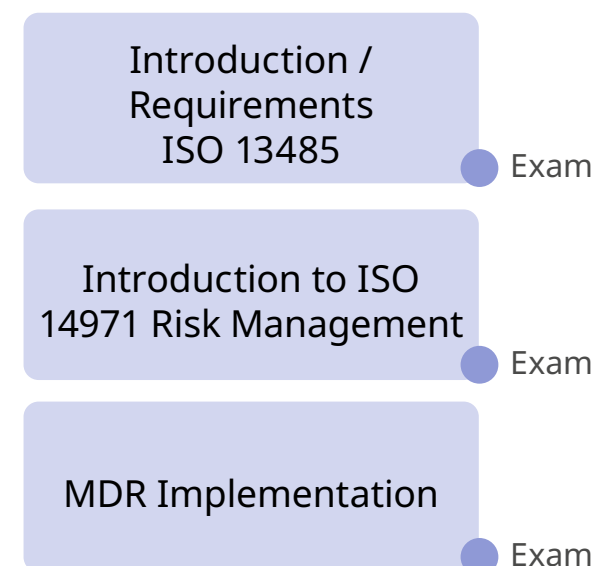 Introduction /
Requirements
ISO 13485
Exam
Introduction to ISO
14971 Risk Management
Exam
MDR Implementation
Exam